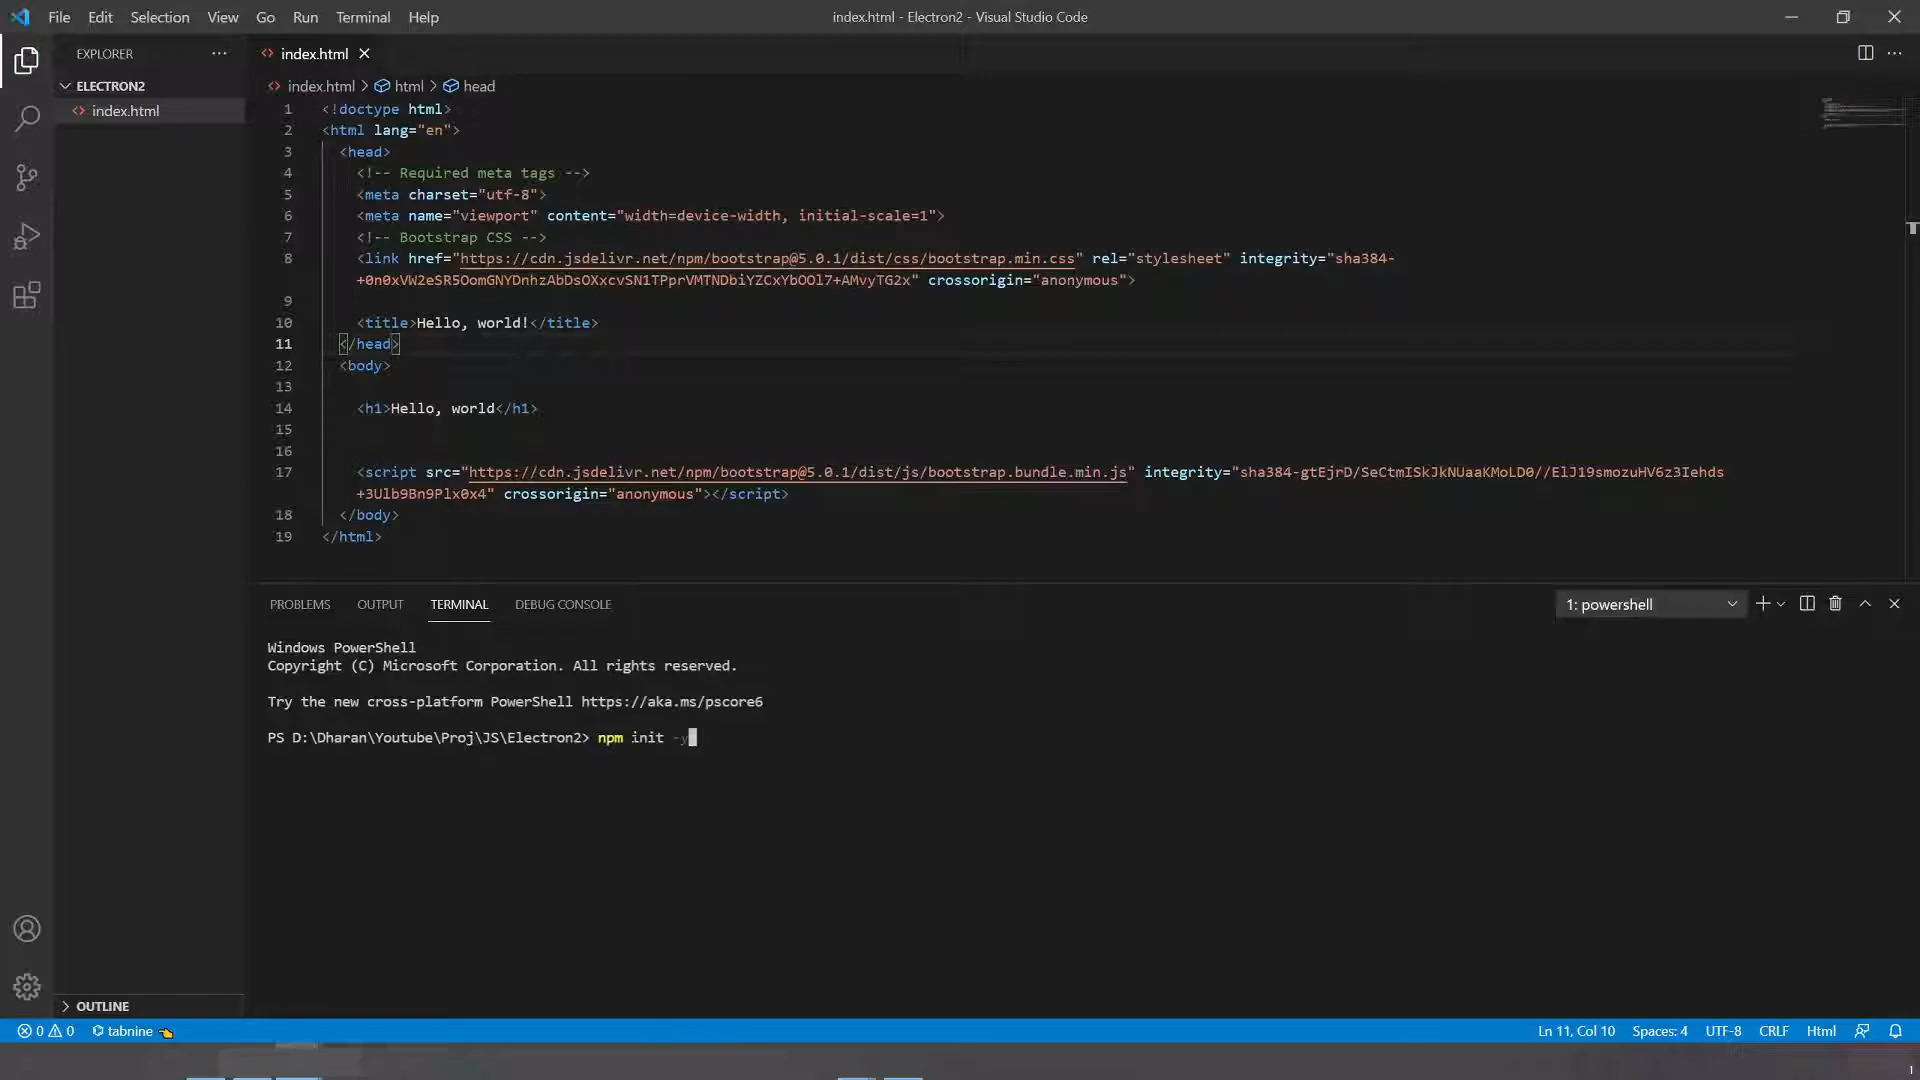 File Edit Selection View Go Run Terminal Help
index.html - Electron2 - Visual Studio Code
EXPLORER
ELECTRON2
index.html
index.html
index.html > html > head
1 <!doctype html>
2 <html lang="en">
3 <head>
4 <!-- Required meta tags -->
5 <meta charset="utf-8">
6 <meta name="viewport" content="width=device-width, initial-scale=1">
7 <!-- Bootstrap CSS -->
8 <link href="https://cdn.jsdelivr.net/npm/bootstrap@5.0.1/dist/css/bootstrap.min.css" rel="stylesheet" integrity="sha384-
+0n0xVW2eSR5OomGNYDnhzAbDsOXxcvSN1TPprVMTNDbiYZCxYbOOl7+AMvyTG2x" crossorigin="anonymous">
9
10 <title>Hello, world!</title>
11 </head>
12 <body>
13
14 <h1>Hello, world</h1>
15
16
17 <script src="https://cdn.jsdelivr.net/npm/bootstrap@5.0.1/dist/js/bootstrap.bundle.min.js" integrity="sha384-gtEjrD/SeCtmISkJkNUaaKMoLD0//ElJ19smozuHV6z3Iehds
+3Ulb9Bn9Plx0x4" crossorigin="anonymous"></script>
18 </body>
19 </html>
PROBLEMS OUTPUT TERMINAL DEBUG CONSOLE
1: powershell
Windows PowerShell
Copyright (C) Microsoft Corporation. All rights reserved.
Try the new cross-platform PowerShell https://aka.ms/pscore6
PS D:\Dharan\Youtube\Proj\JS\Electron2> npm init -y
OUTLINE
0 0 tabnine
Ln 11, Col 10 Spaces: 4 UTF-8 CRLF Html
1